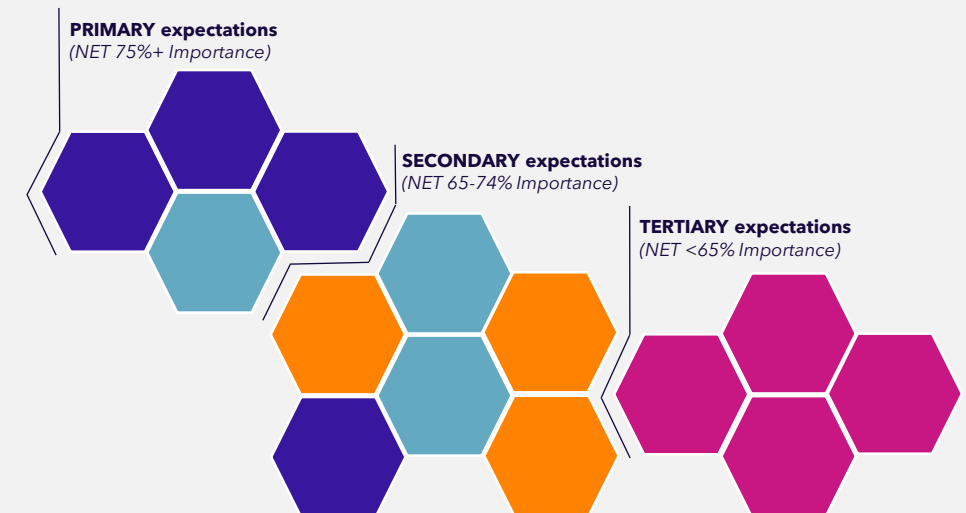 PRIMARY expectations
(NET 75%+ Importance)
SECONDARY expectations
(NET 65-74% Importance)
TERTIARY expectations
(NET <65% Importance)